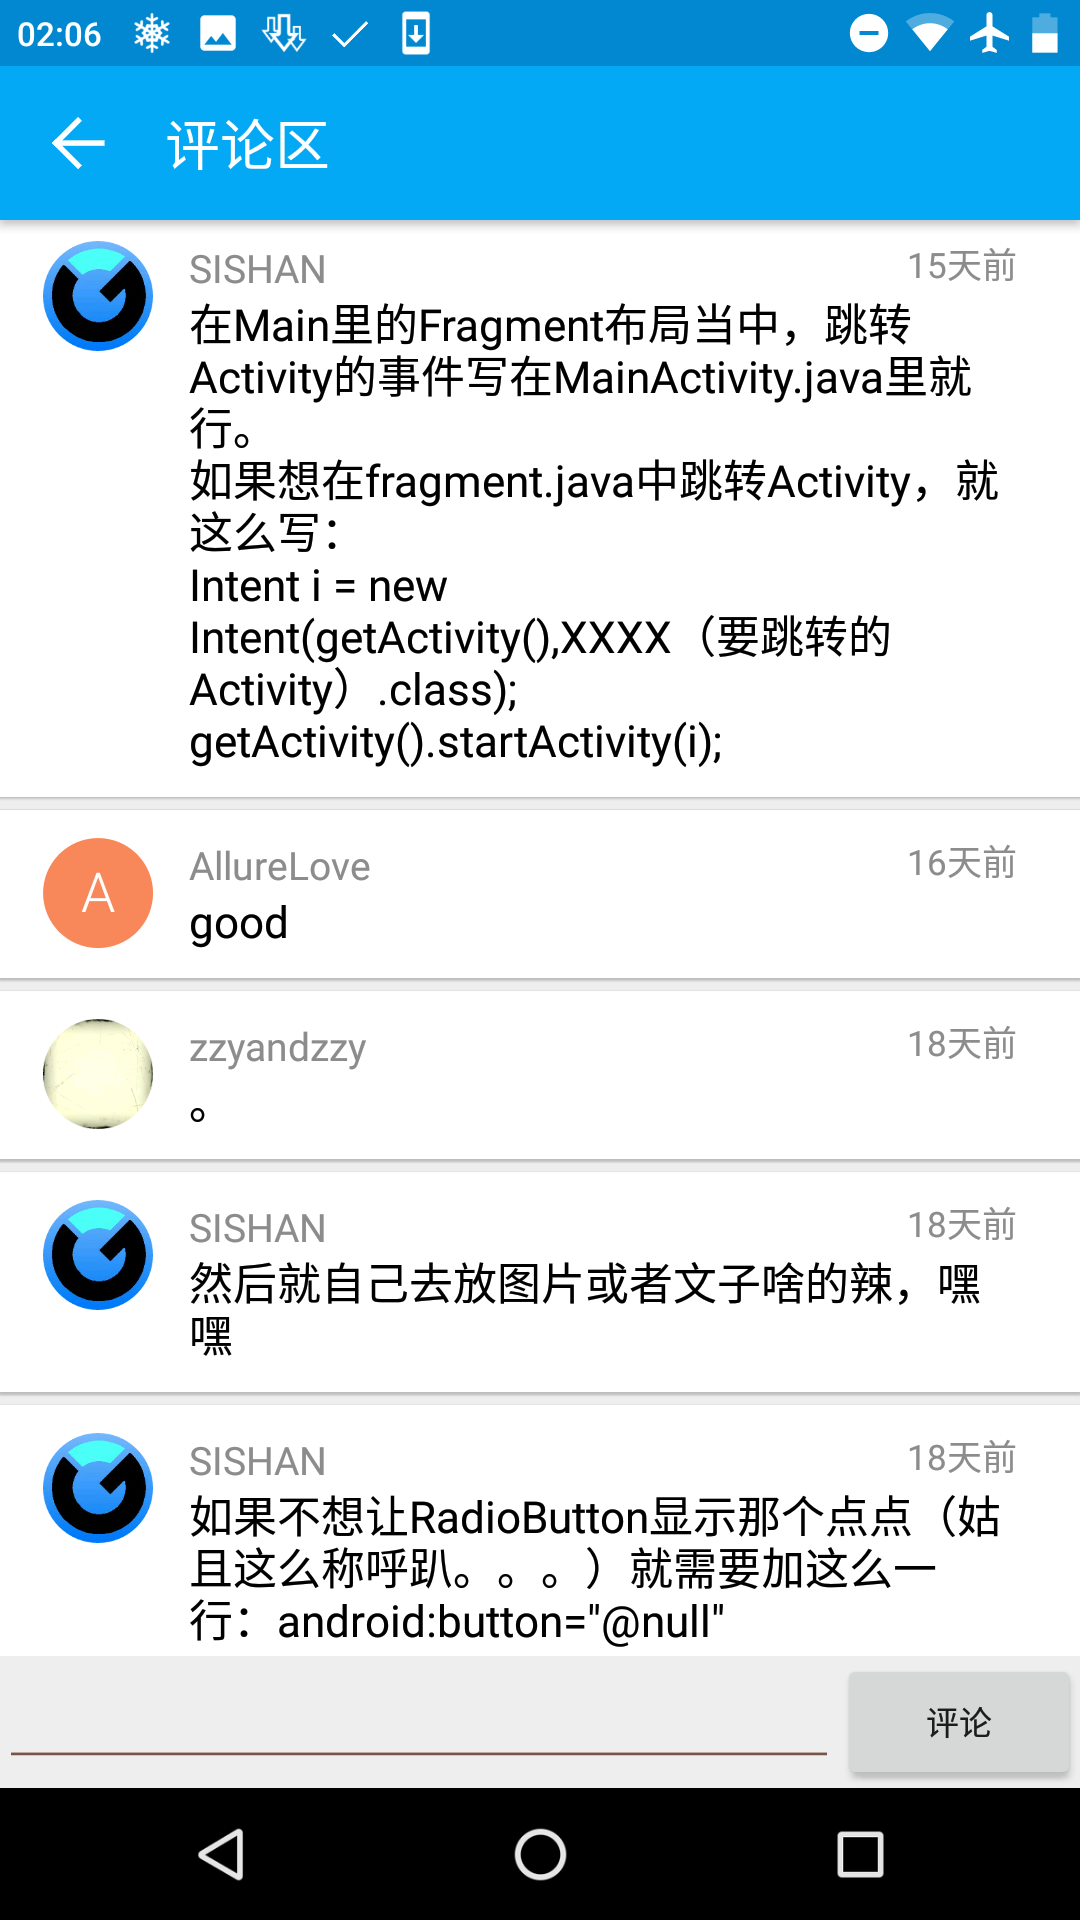 02:06
评论区
SISHAN
15天前
在Main里的Fragment布局当中，跳转
Activity的事件写在MainActivity.java里就
行。
如果想在fragment.java中跳转Activity，就
这么写：
Intent i = new
Intent(getActivity(),XXXX（要跳转的
Activity）.class);
getActivity().startActivity(i);
A
AllureLove
16天前
good
zzyandzzy
18天前
。
SISHAN
18天前
然后就自己去放图片或者文子啥的辣，嘿
嘿
SISHAN
18天前
如果不想让RadioButton显示那个点点（姑
且这么称呼趴。。。）就需要加这么一
行：android:button="@null"
评论